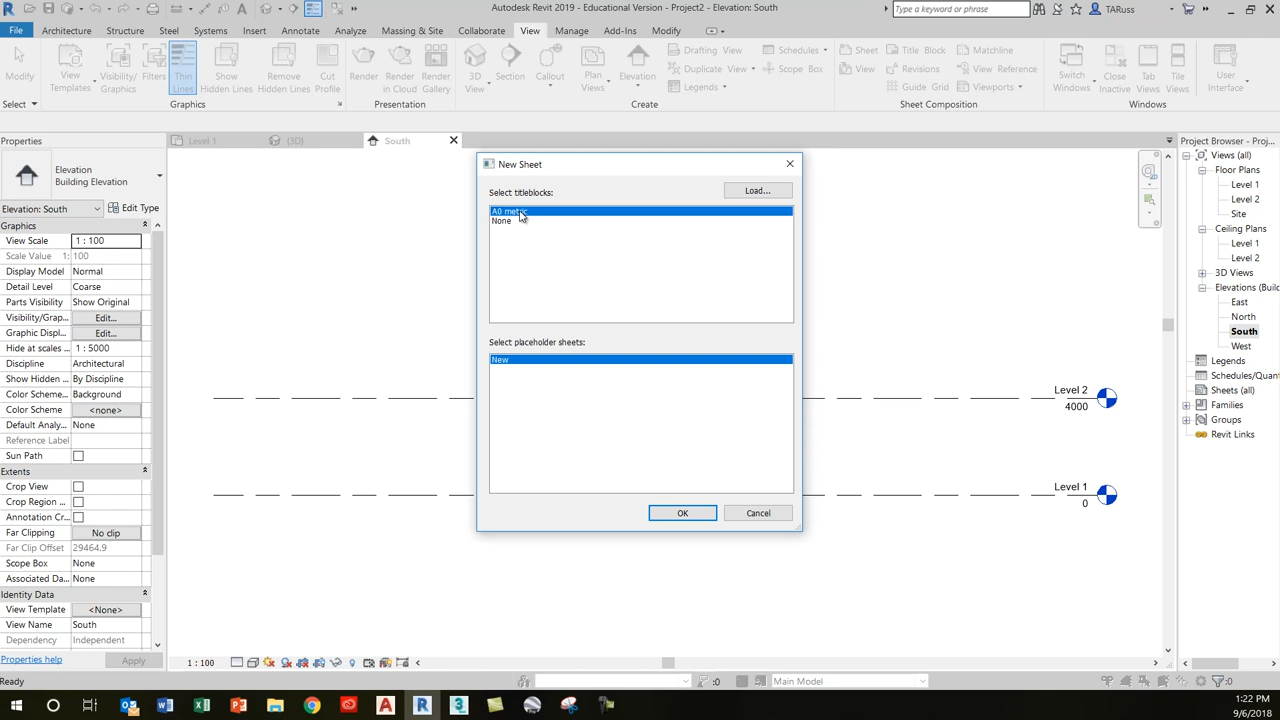 Autodesk Revit 2019 - Educational Version - Project2 - Elevation: South
Type a keyword or phrase
TARuss
File
Architecture
Structure
Steel
Systems
Insert
Annotate
Analyze
Massing & Site
Collaborate
View
Manage
Add-Ins
Modify
Modify
View Templates
Visibility/ Graphics
Filters
Thin Lines
Show Hidden Lines
Remove Hidden Lines
Cut Profile
Render
Render in Cloud
Render Gallery
3D View
Section
Callout
Plan Views
Elevation
Drafting View
Duplicate View
Legends
Schedules
Scope Box
Sheet
View
Title Block
Revisions
Guide Grid
Matchline
View Reference
Viewports
Switch Windows
Close Inactive
Tab Views
Tile Views
User Interface
Select
Graphics
Presentation
Create
Sheet Composition
Windows
Properties
Level 1
(3D)
South
Project Browser - Proj...
Elevation
Building Elevation
Elevation: South
Edit Type
Graphics
View Scale 1 : 100
Scale Value 1: 100
Display Model Normal
Detail Level Coarse
Parts Visibility Show Original
Visibility/Grap... Edit...
Graphic Displ... Edit...
Hide at scales ... 1 : 5000
Discipline Architectural
Show Hidden ... By Discipline
Color Scheme... Background
Color Scheme <none>
Default Analy... None
Reference Label
Sun Path
Extents
Crop View
Crop Region ...
Annotation Cr...
Far Clipping No clip
Far Clip Offset 29464.9
Scope Box None
Associated Da... None
Identity Data
View Template <None>
View Name South
Dependency Independent
Properties help
Apply
New Sheet
Select titleblocks:
Load...
A0 metric
None
Select placeholder sheets:
New
OK
Cancel
Level 2
4000
Level 1
0
Views (all)
Floor Plans
Level 1
Level 2
Site
Ceiling Plans
Level 1
Level 2
3D Views
Elevations (Buil
East
North
South
West
Legends
Schedules/Quant
Sheets (all)
Families
Groups
Revit Links
1 : 100
Ready
:0
Main Model
:0
1:22 PM
9/6/2018